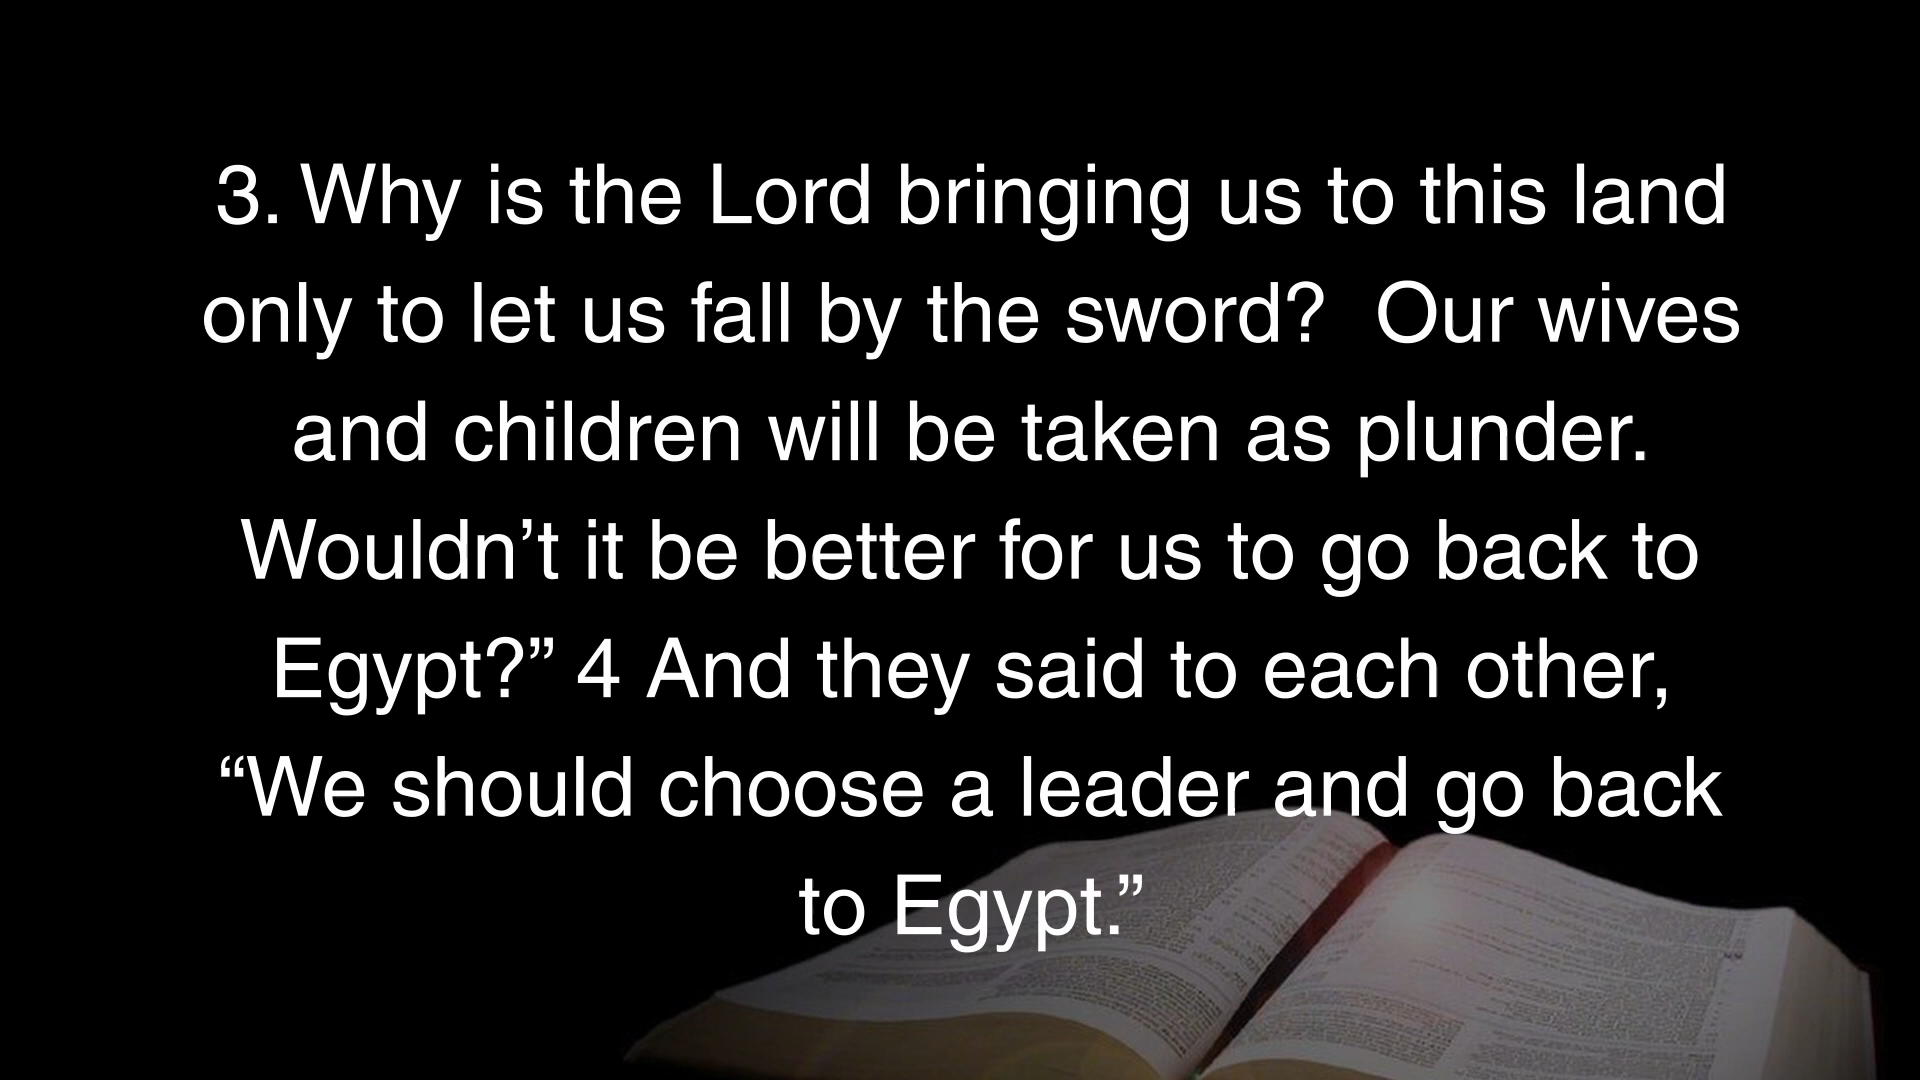 3. Why is the Lord bringing us to this land
only to let us fall by the sword?  Our wives
and children will be taken as plunder.
Wouldn’t it be better for us to go back to
Egypt?” 4 And they said to each other,
“We should choose a leader and go back
to Egypt.”